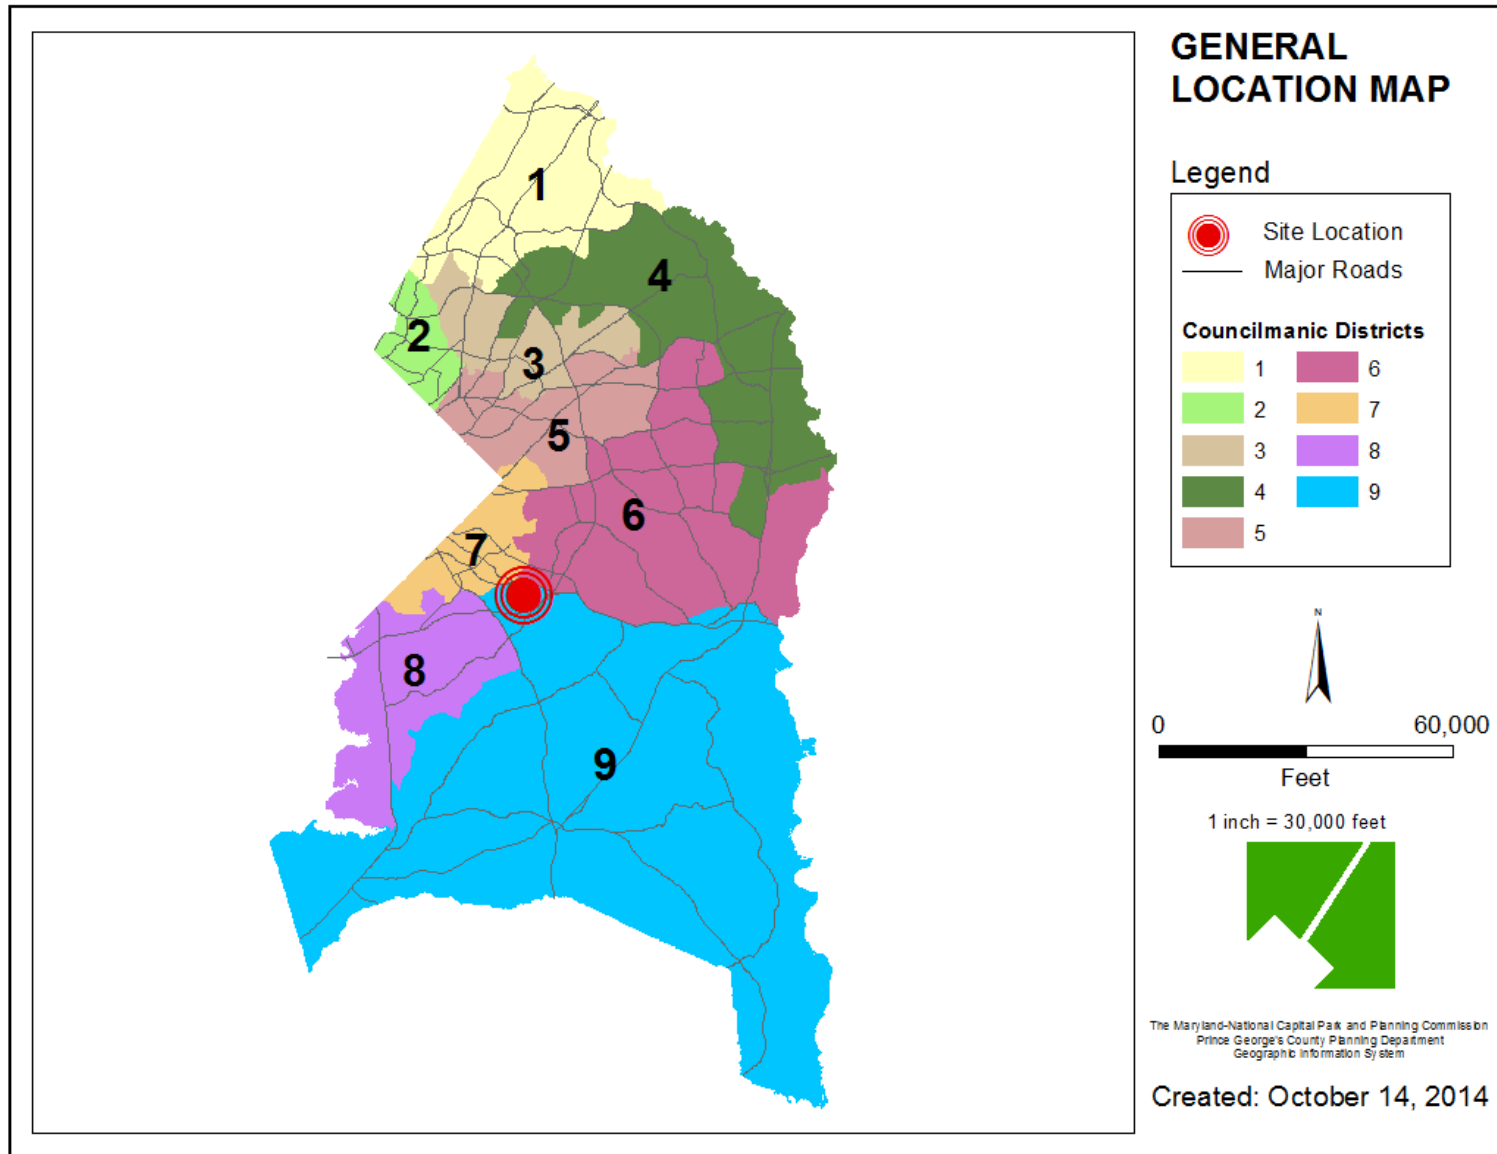 GENERAL
LOCATION MAP
Legend
Site Location
Major Roads
Councilmanic Districts
1 6
2 7
3 8
4 9
5
1
4
2
3
5
6
7
8
9
N
0 60,000
Feet
1 inch = 30,000 feet
The Maryland-National Capital Park and Planning Commission
Prince George's County Planning Department
Geographic Information System
Created: October 14, 2014